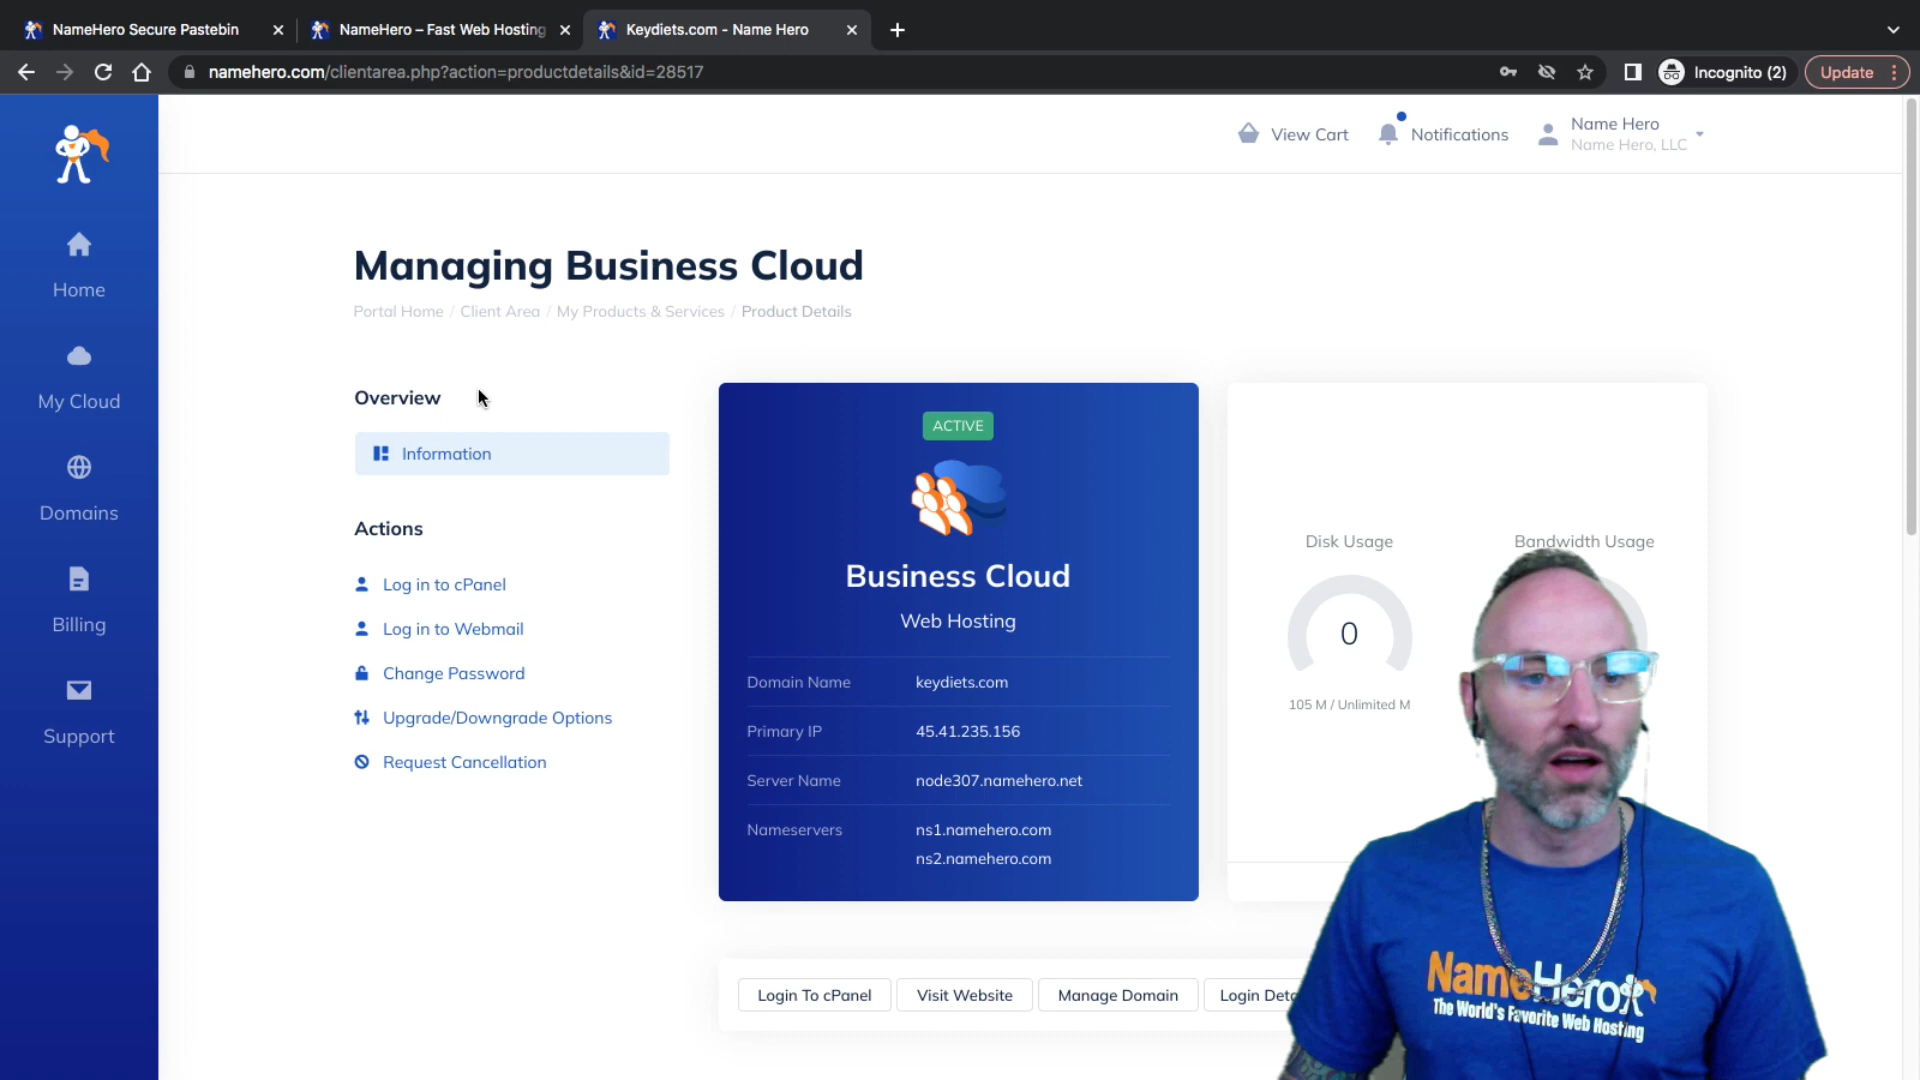 NameHero Secure Pastebin
NameHero – Fast Web Hosting
Keydiets.com - Name Hero
namehero.com/clientarea.php?action=productdetails&id=28517
Incognito (2)
Update
View Cart
Notifications
Name Hero
Name Hero, LLC
Home
My Cloud
Domains
Billing
Support
Managing Business Cloud
Portal Home / Client Area / My Products & Services / Product Details
Overview
Information
Actions
Log in to cPanel
Log in to Webmail
Change Password
Upgrade/Downgrade Options
Request Cancellation
ACTIVE
Business Cloud
Web Hosting
Domain Name keydiets.com
Primary IP 45.41.235.156
Server Name node307.namehero.net
Nameservers ns1.namehero.com
ns2.namehero.com
Disk Usage
0
105 M / Unlimited M
Bandwidth Usage
Login To cPanel
Visit Website
Manage Domain
Login
NameHero
The World's Favorite Web Hosting